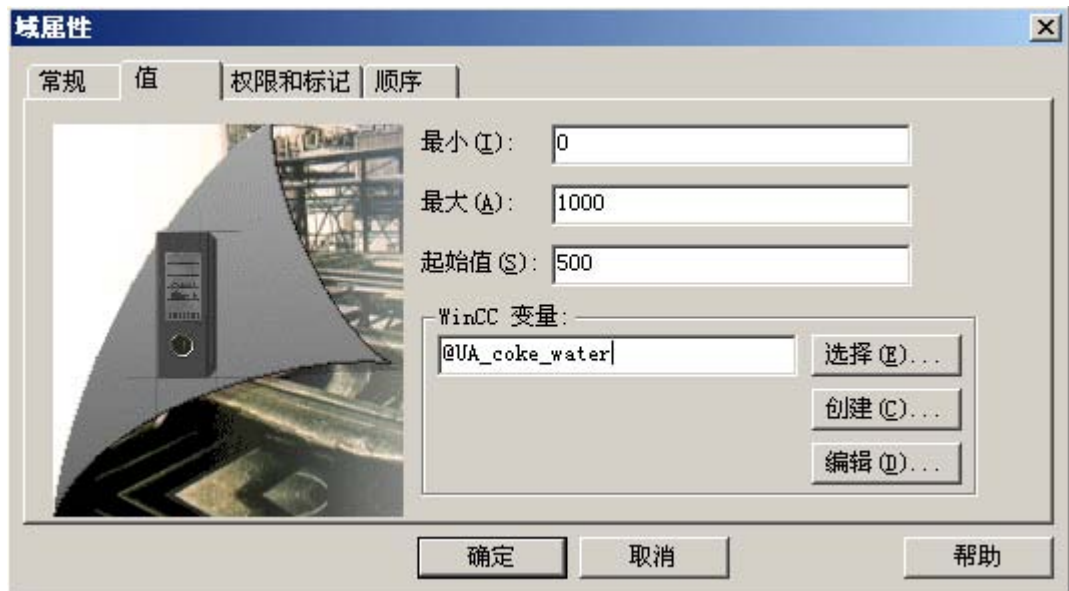 域属性
常规 值 权限和标记 顺序
最小(I): 0
最大(A): 1000
起始值(S): 500
WinCC 变量:
@UA_coke_water 选择(E)...
创建(C)...
编辑(D)...
确定 取消 帮助